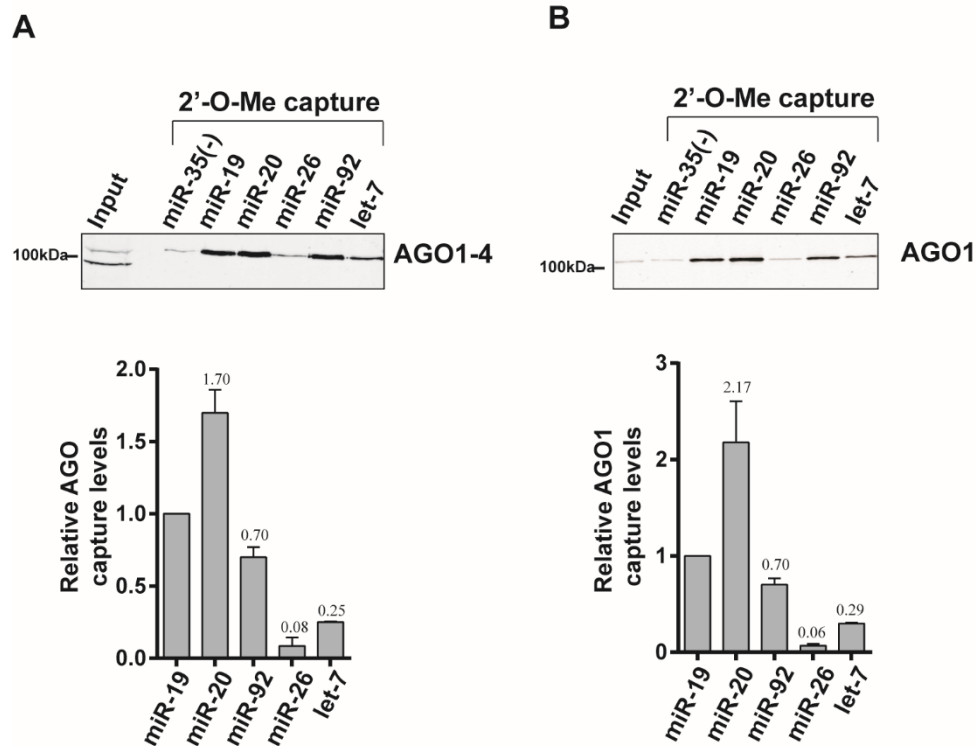 A
2'-O-Me capture
Input
miR-35(-)
miR-19
miR-20
miR-26
miR-92
let-7
100kDa
AGO1-4
2.0
1.5
1.0
0.5
0.0
Relative AGO
capture levels
1.70
0.70
0.08
0.25
miR-19
miR-20
miR-92
miR-26
let-7
B
2'-O-Me capture
Input
miR-35(-)
miR-19
miR-20
miR-26
miR-92
let-7
100kDa
AGO1
3
2
1
0
Relative AGO1
capture levels
2.17
0.70
0.06
0.29
miR-19
miR-20
miR-92
miR-26
let-7